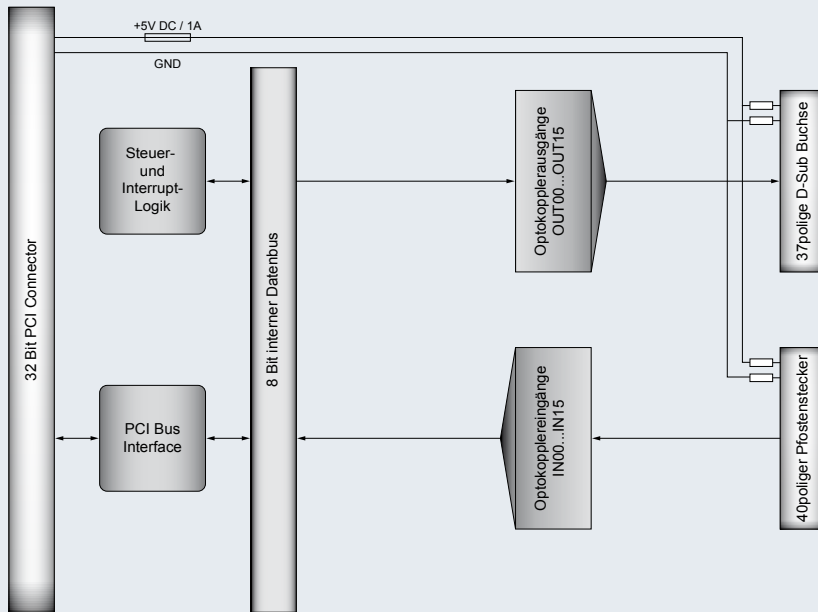 +5V DC / 1A
GND
32 Bit PCI Connector
Steuer-
und
Interrupt-
Logik
PCI Bus
Interface
8 Bit interner Datenbus
Optokopplerausgänge
OUT00...OUT15
Optokopplereingänge
IN00...IN15
37polige D-Sub Buchse
40poliger Pfostenstecker